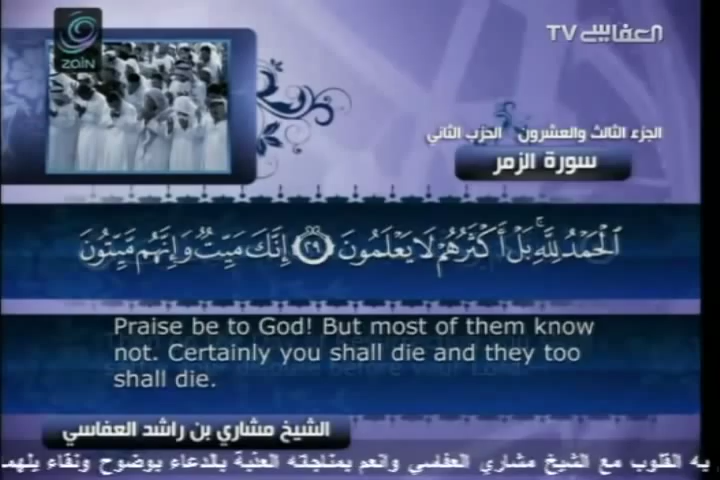 zain
العفاسي TV
الجزء الثالث والعشرون الحزب الثاني
سورة الزمر
الْحَمْدُ لِلَّهِ ۚ بَلْ أَكْثَرُهُمْ لَا يَعْلَمُونَ ٢٩ إِنَّكَ مَيِّتٌ وَإِنَّهُم مَّيِّتُونَ
Praise be to God! But most of them know
not. Certainly you shall die and they too
shall die.
الشيخ مشاري بن راشد العفاسي
به القلوب مع الشيخ مشاري العفاسي وانعم بمناجاته العذبة بالدعاء بوضوح ونقاء يلهمك